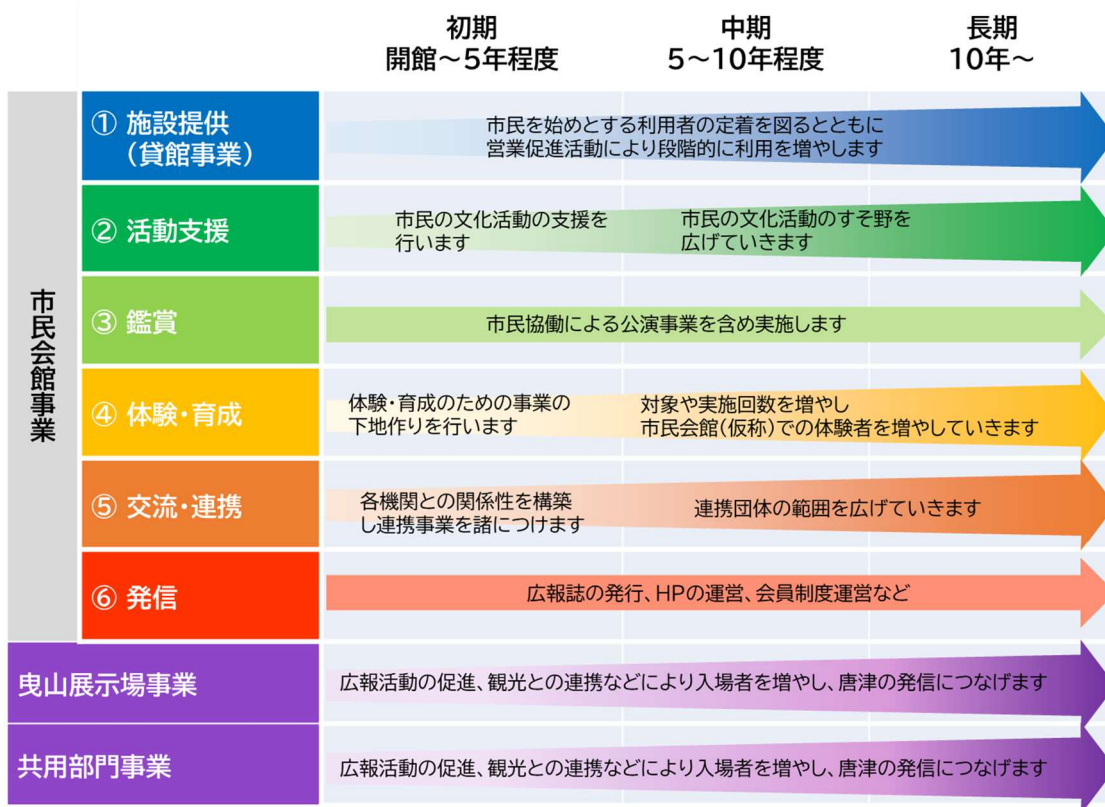 初期
開館～5年程度
中期
5～10年程度
長期
10年～
市民会館事業
① 施設提供
（貸館事業）
市民を始めとする利用者の定着を図るとともに
営業促進活動により段階的に利用を増やします
② 活動支援
市民の文化活動の支援を
行います
市民の文化活動のすそ野を
広げていきます
③ 鑑賞
市民協働による公演事業を含め実施します
④ 体験・育成
体験・育成のための事業の
下地作りを行います
対象や実施回数を増やし
市民会館（仮称）での体験者を増やしていきます
⑤ 交流・連携
各機関との関係性を構築
し連携事業を諸につけます
連携団体の範囲を広げていきます
⑥ 発信
広報誌の発行、HPの運営、会員制度運営など
曳山展示場事業
広報活動の促進、観光との連携などにより入場者を増やし、唐津の発信につなげます
共用部門事業
広報活動の促進、観光との連携などにより入場者を増やし、唐津の発信につなげます